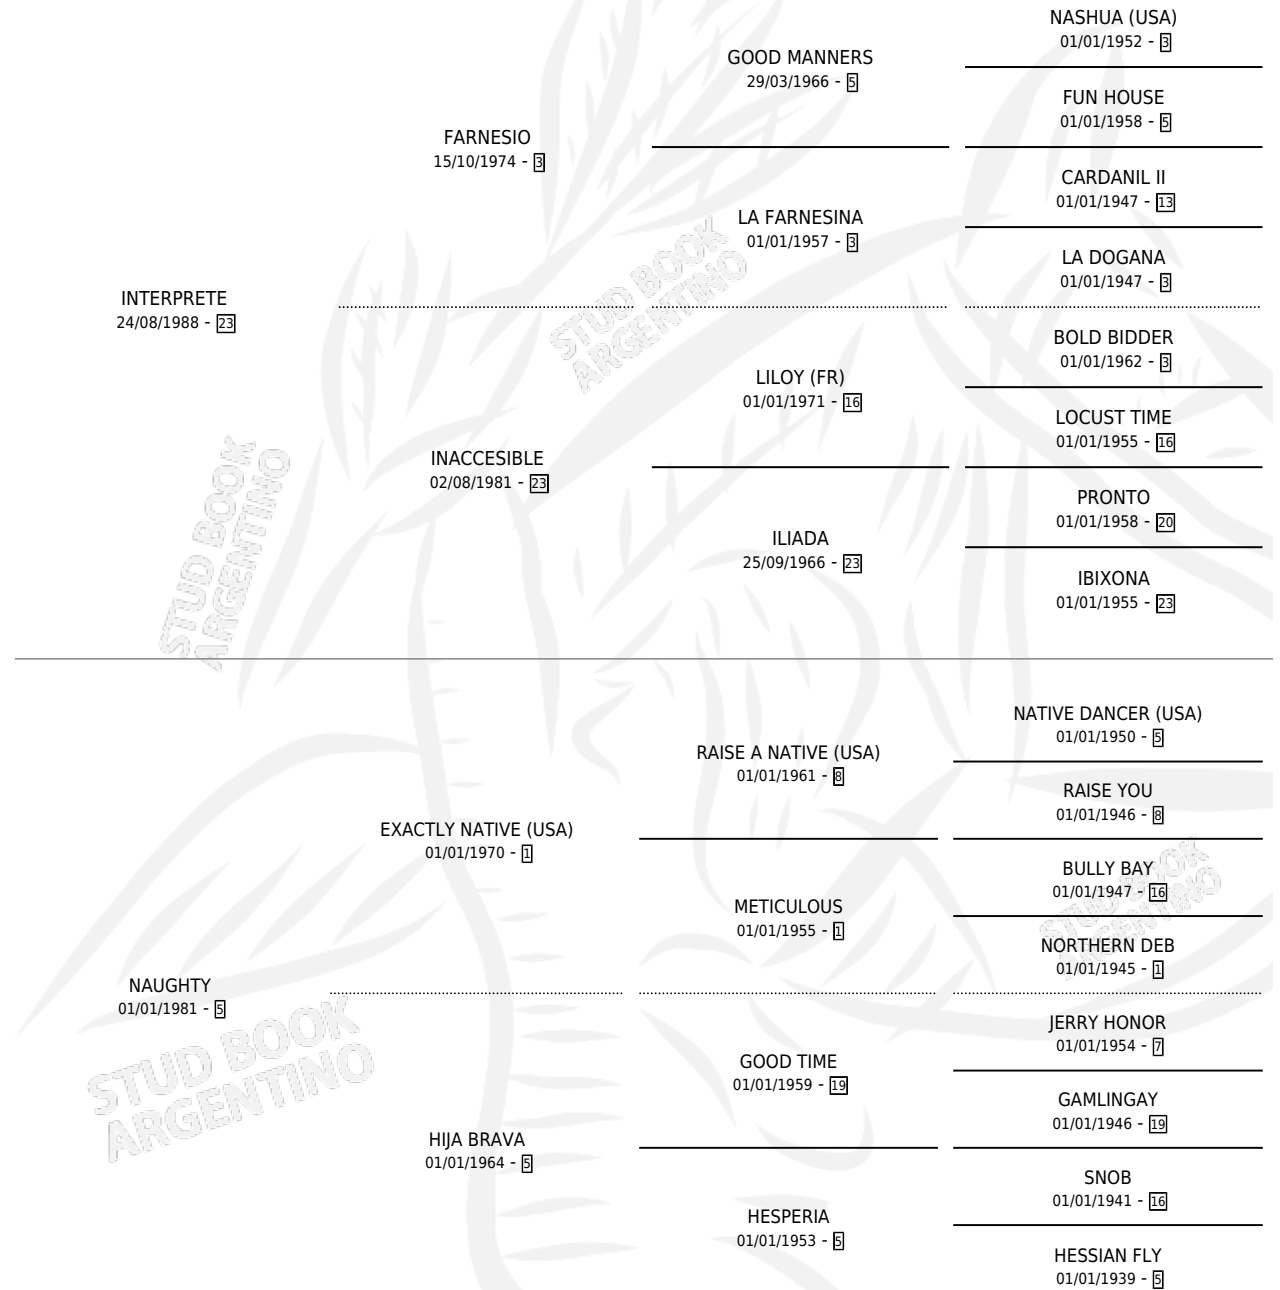 NASHUA (USA)
01/01/1952 - 3
GOOD MANNERS
29/03/1966 - 5
FUN HOUSE
01/01/1958 - 5
FARNESIO
15/10/1974 - 3
CARDANIL II
01/01/1947 - 13
LA FARNESINA
01/01/1957 - 3
LA DOGANA
01/01/1947 - 3
INTERPRETE
24/08/1988 - 23
BOLD BIDDER
01/01/1962 - 3
LILOY (FR)
01/01/1971 - 16
LOCUST TIME
01/01/1955 - 16
INACCESIBLE
02/08/1981 - 23
PRONTO
01/01/1958 - 20
ILIADA
25/09/1966 - 23
IBIXONA
01/01/1955 - 23
NATIVE DANCER (USA)
01/01/1950 - 5
RAISE A NATIVE (USA)
01/01/1961 - 8
RAISE YOU
01/01/1946 - 8
EXACTLY NATIVE (USA)
01/01/1970 - 1
BULLY BAY
01/01/1947 - 16
METICULOUS
01/01/1955 - 1
NORTHERN DEB
01/01/1945 - 1
NAUGHTY
01/01/1981 - 5
JERRY HONOR
01/01/1954 - 7
GOOD TIME
01/01/1959 - 19
GAMLINGAY
01/01/1946 - 19
HIJA BRAVA
01/01/1964 - 5
SNOB
01/01/1941 - 16
HESPERIA
01/01/1953 - 5
HESSIAN FLY
01/01/1939 - 5
STUD BOOK
ARGENTINO
STUD BOOK
ARGENTINO
STUD BOOK
ARGENTINO
STUD BOOK
ARGENTINO